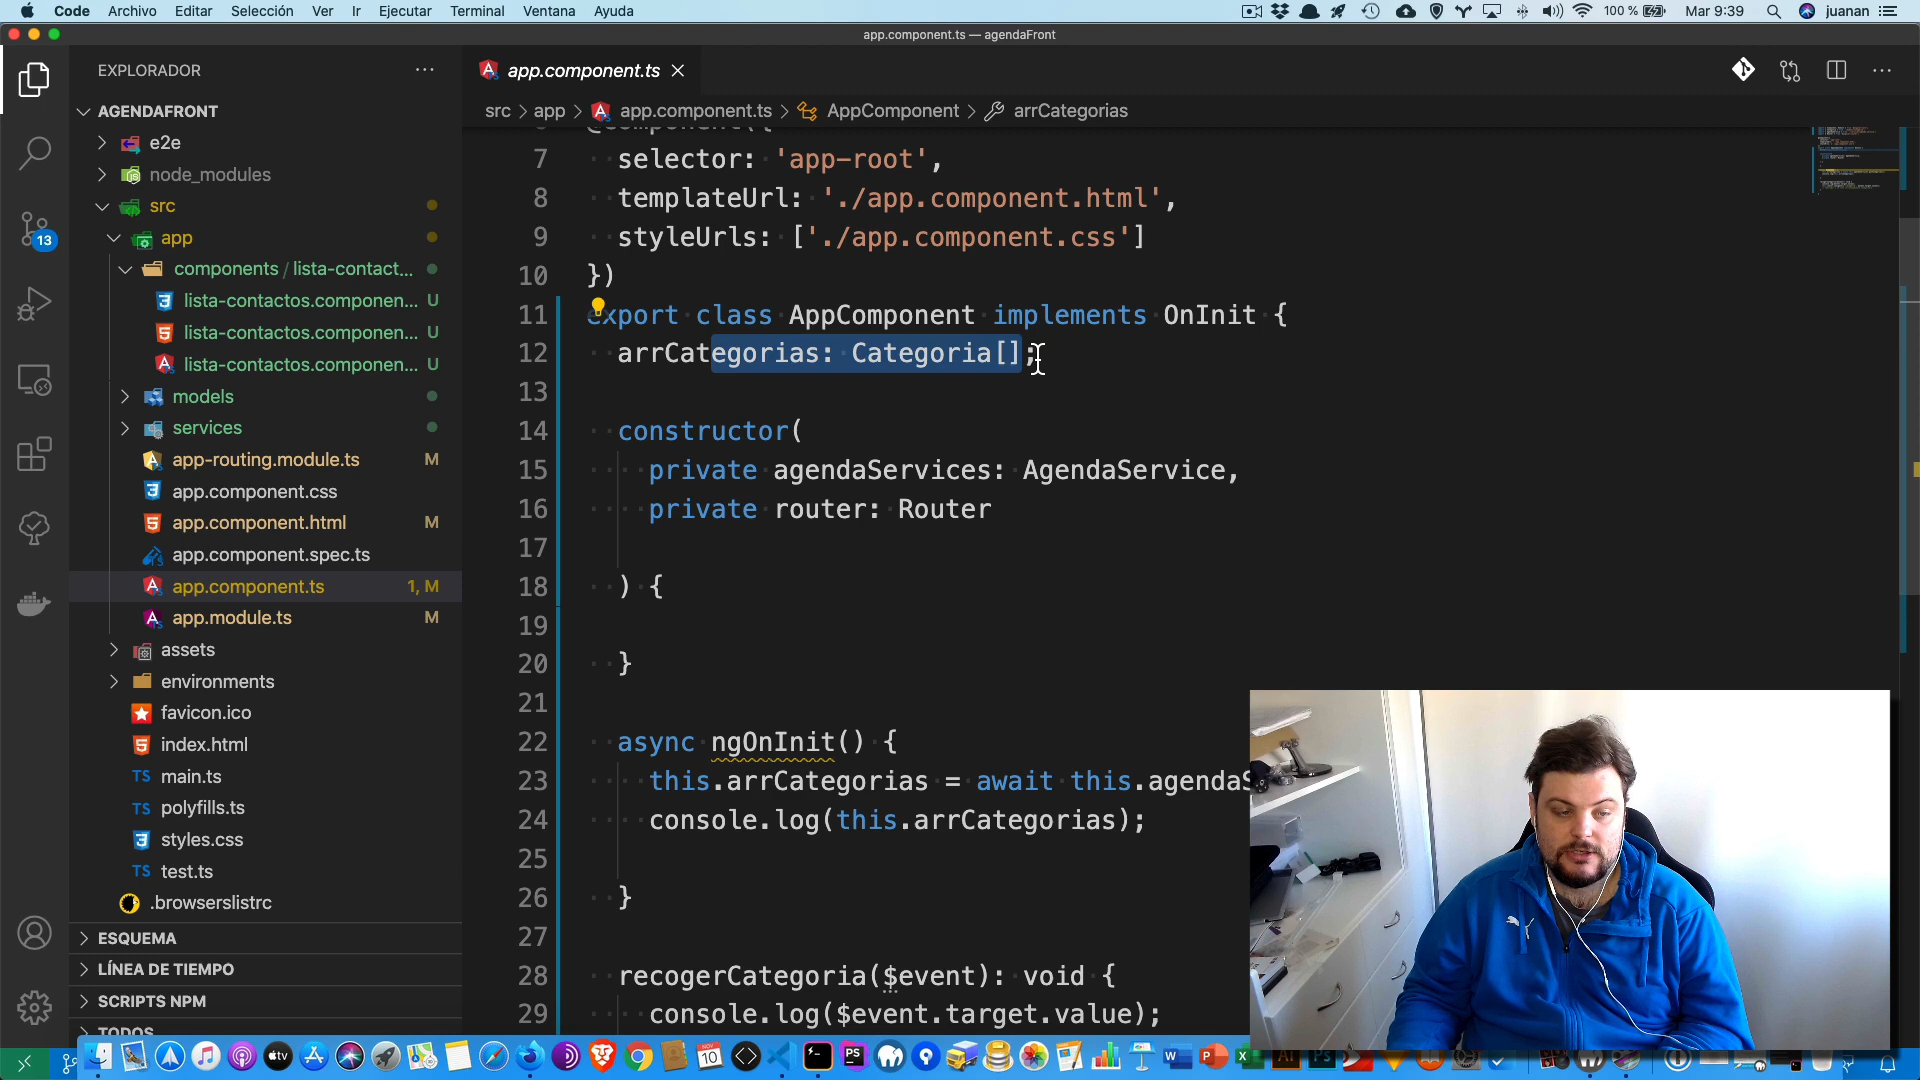 Code Archivo Editar Selección Ver Ir Ejecutar Terminal Ventana Ayuda 100 % Mar 9:39 juanan
app.component.ts — agendaFront
EXPLORADOR
AGENDAFRONT
e2e
node_modules
src
app
components / lista-contact...
lista-contactos.componen... U
lista-contactos.componen... U
lista-contactos.componen... U
models
services
app-routing.module.ts M
app.component.css
app.component.html M
app.component.spec.ts
app.component.ts 1, M
app.module.ts M
assets
environments
favicon.ico
index.html
TS main.ts
TS polyfills.ts
styles.css
TS test.ts
.browserslistrc
ESQUEMA
LÍNEA DE TIEMPO
SCRIPTS NPM
TODOS
13
app.component.ts
src > app > app.component.ts > AppComponent > arrCategorias
@Component({
7 selector: 'app-root',
8 templateUrl: './app.component.html',
9 styleUrls: ['./app.component.css']
10 })
11 export class AppComponent implements OnInit {
12 arrCategorias: Categoria[];
13
14 constructor(
15 private agendaServices: AgendaService,
16 private router: Router
17
18 ) {
19
20 }
21
22 async ngOnInit() {
23 this.arrCategorias = await this.agendaS
24 console.log(this.arrCategorias);
25
26 }
27
28 recogerCategoria($event): void {
29 console.log($event.target.value);